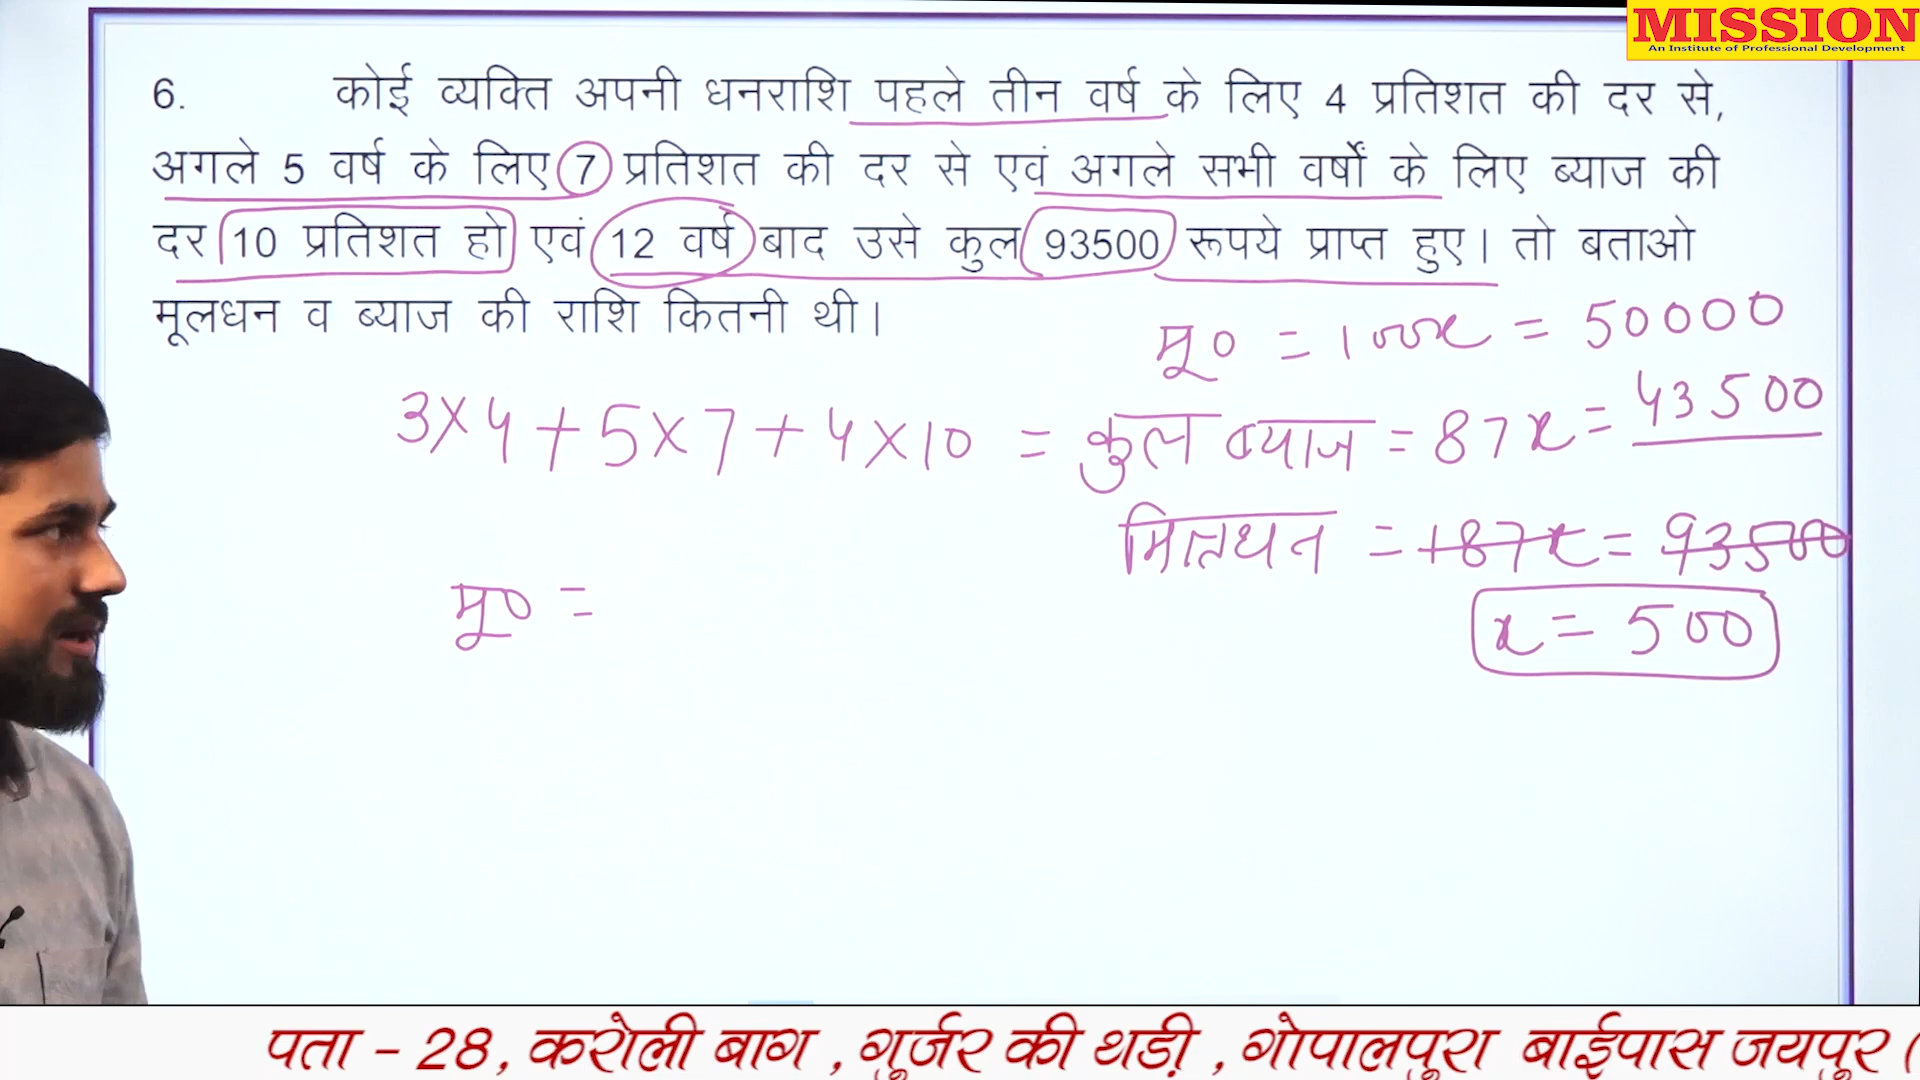 MISSION
An Institute of Professional Development
6. कोई व्यक्ति अपनी धनराशि पहले तीन वर्ष के लिए 4 प्रतिशत की दर से,
अगले 5 वर्ष के लिए 7 प्रतिशत की दर से एवं अगले सभी वर्षों के लिए ब्याज की
दर 10 प्रतिशत हो एवं 12 वर्ष बाद उसे कुल 93500 रूपये प्राप्त हुए। तो बताओ
मूलधन व ब्याज की राशि कितनी थी।
मू० = 100x = 50000
3×4+5×7+4×10 = कुल ब्याज = 87x = 43500
मिलधन = 187x = 93500
मू० =
x = 500
पता - 28, करोली बाग , गुर्जर की थडी़ , गोपालपुरा बाईपास जयपुर (